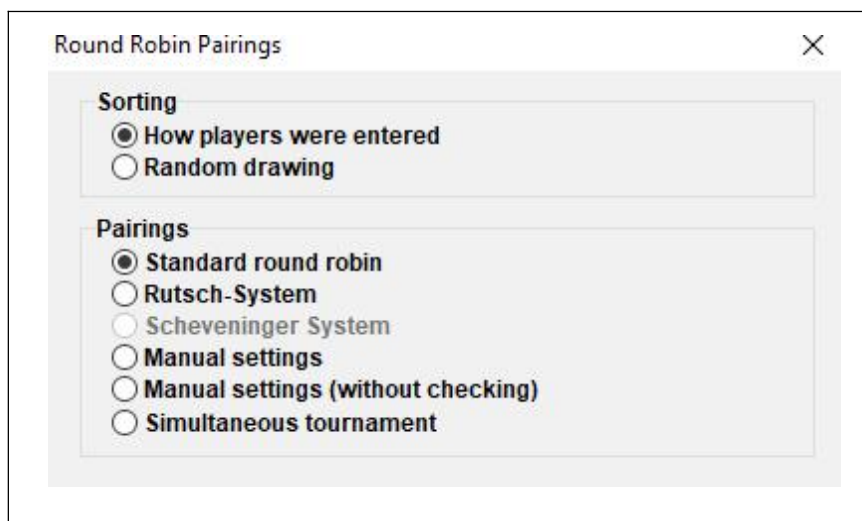 Round Robin Pairings
Sorting
How players were entered
Random drawing
Pairings
Standard round robin
Rutsch-System
Scheveninger System
Manual settings
Manual settings (without checking)
Simultaneous tournament